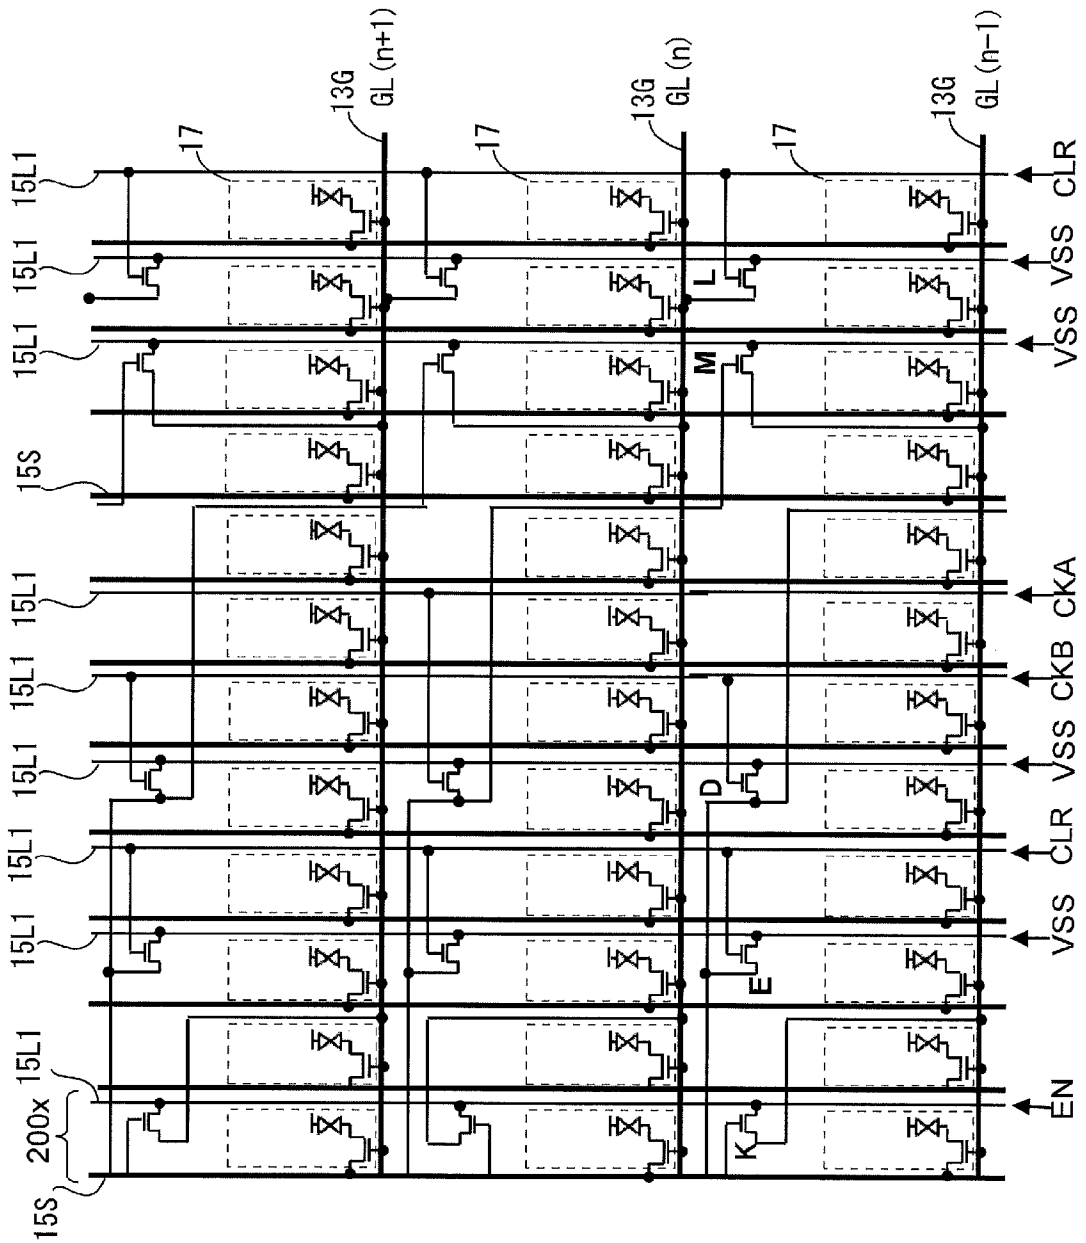 GL(n+1)
GL(n)
GL(n-1)
13G
13G
13G
17
17
17
15L1
15L1
15L1
15S
15L1
15L1
15L1
15L1
15L1
15L1
200x
15S
L
M
D
E
K
CLR
VSS
VSS
CKA
CKB
VSS
CLR
VSS
EN